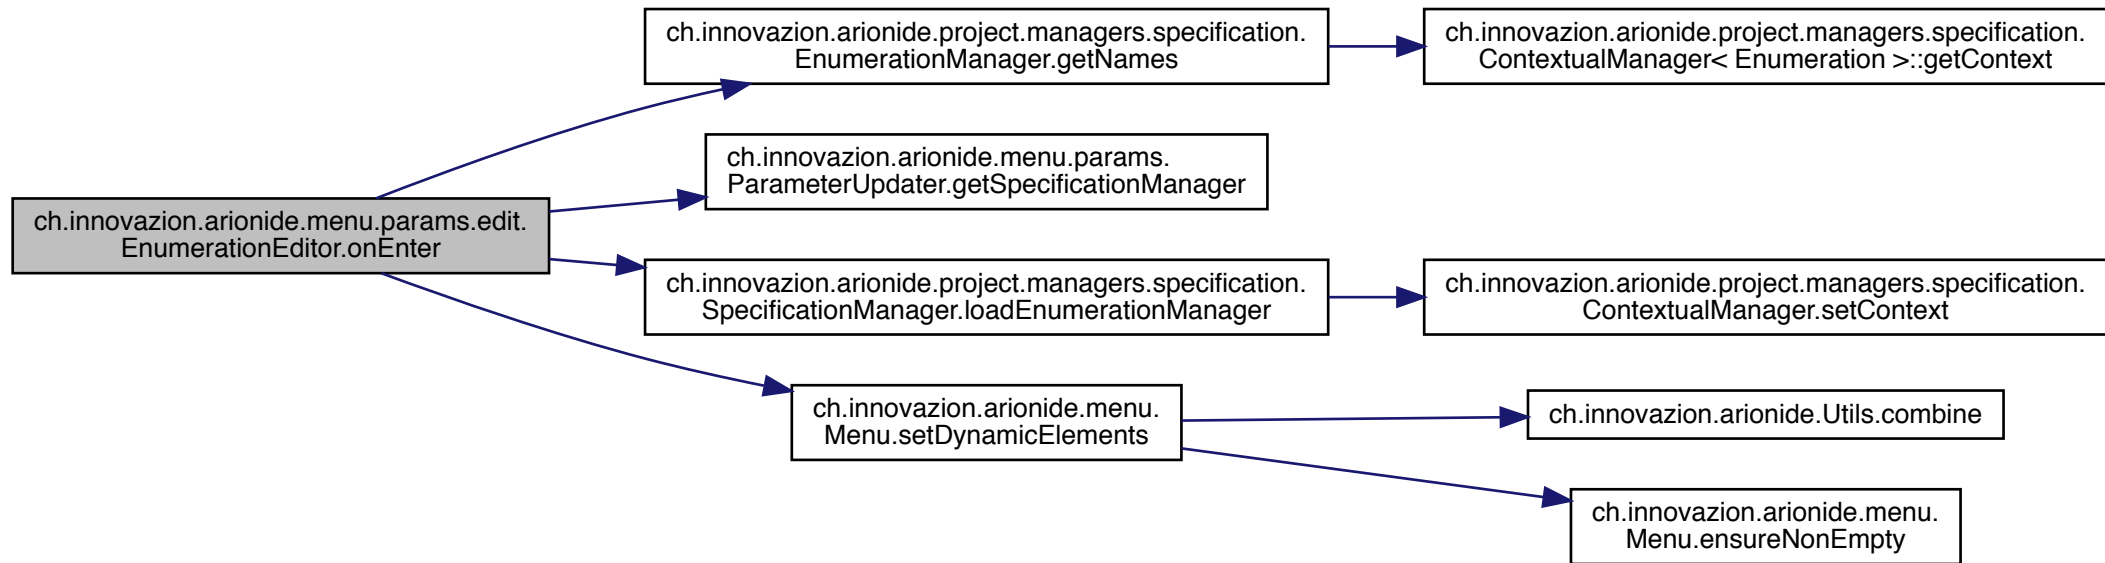 ch.innovazion.arionide.menu.params.edit.
EnumerationEditor.onEnter
ch.innovazion.arionide.project.managers.specification.
EnumerationManager.getNames
ch.innovazion.arionide.project.managers.specification.
ContextualManager< Enumeration >::getContext
ch.innovazion.arionide.menu.params.
ParameterUpdater.getSpecificationManager
ch.innovazion.arionide.project.managers.specification.
SpecificationManager.loadEnumerationManager
ch.innovazion.arionide.project.managers.specification.
ContextualManager.setContext
ch.innovazion.arionide.menu.
Menu.setDynamicElements
ch.innovazion.arionide.Utils.combine
ch.innovazion.arionide.menu.
Menu.ensureNonEmpty